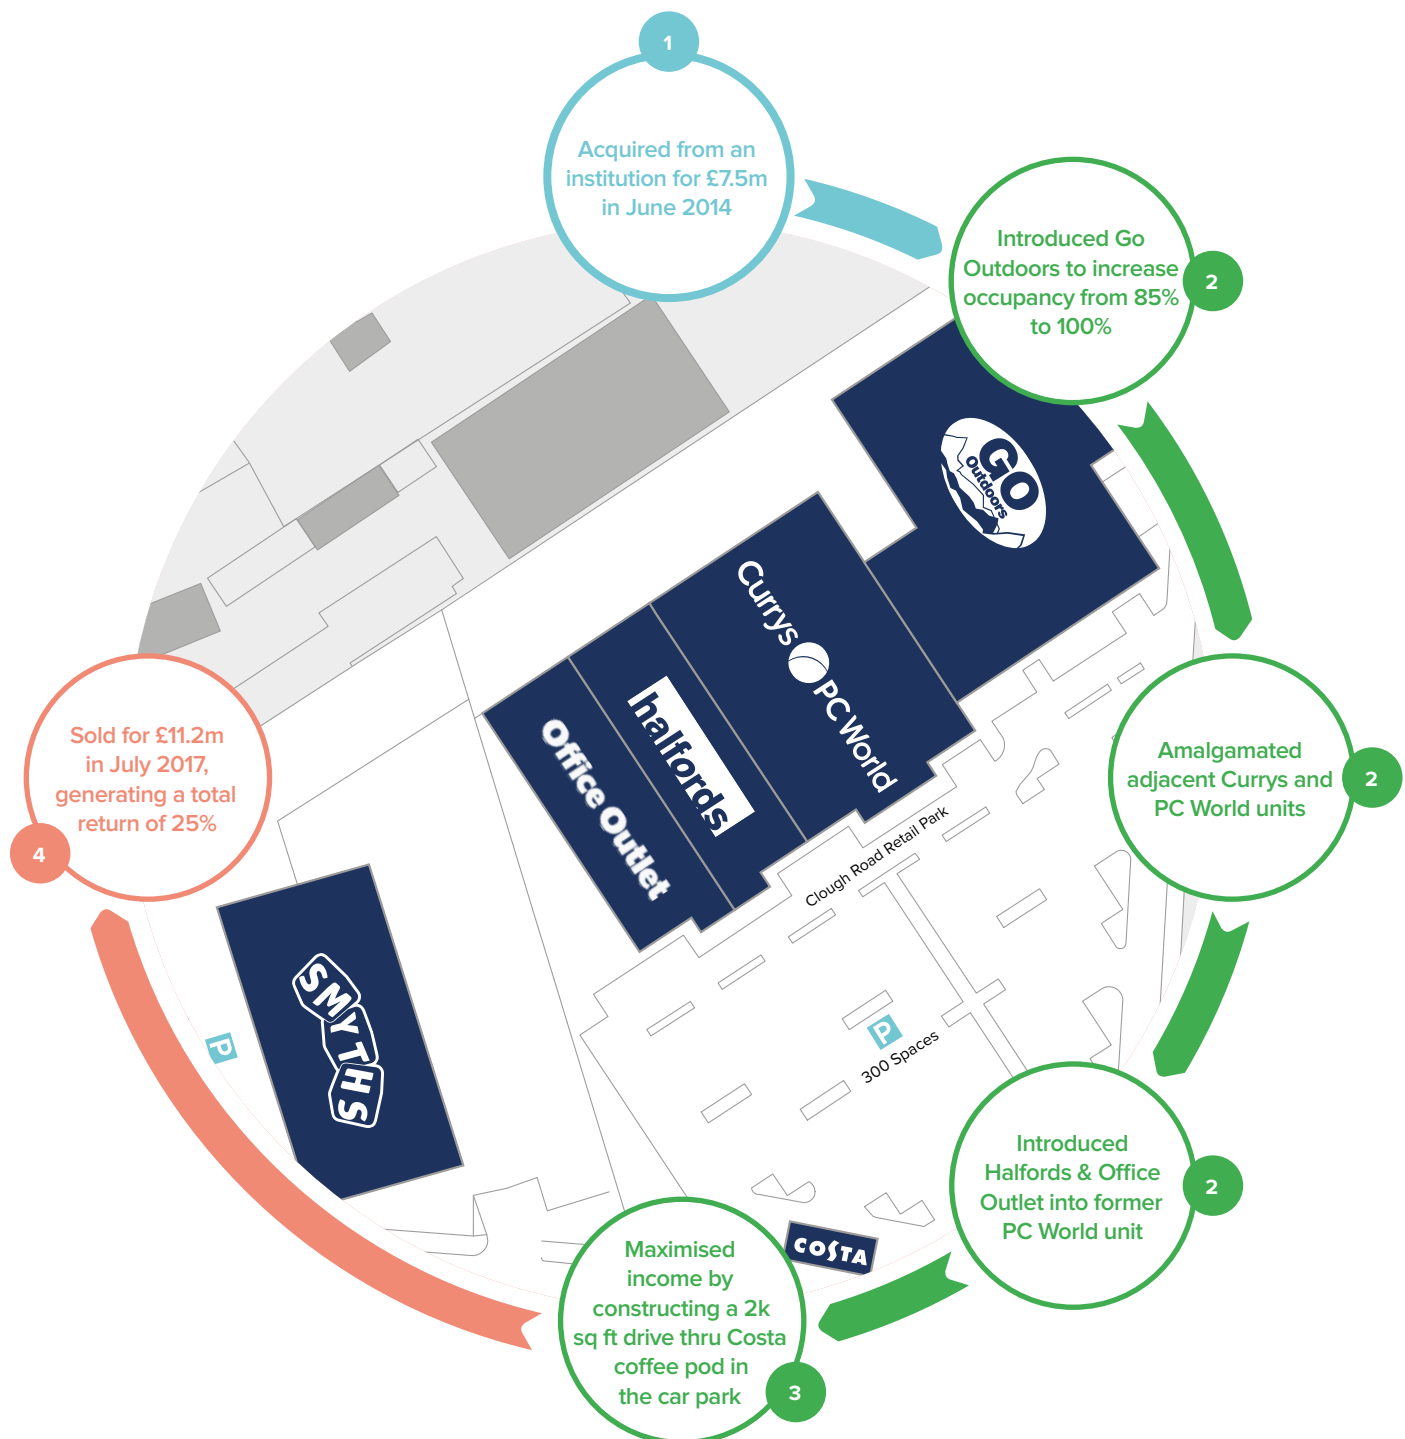 1
Acquired from an
institution for £7.5m
in June 2014
Introduced Go
Outdoors to increase
occupancy from 85%
to 100%
2
GO
Outdoors
Currys PC World
halfords
Office Outlet
Amalgamated
adjacent Currys and
PC World units
2
Sold for £11.2m
in July 2017,
generating a total
return of 25%
4
Clough Road Retail Park
SMYTHS
P
P
300 Spaces
Introduced
Halfords & Office
Outlet into former
PC World unit
2
COSTA
Maximised
income by
constructing a 2k
sq ft drive thru Costa
coffee pod in
the car park
3